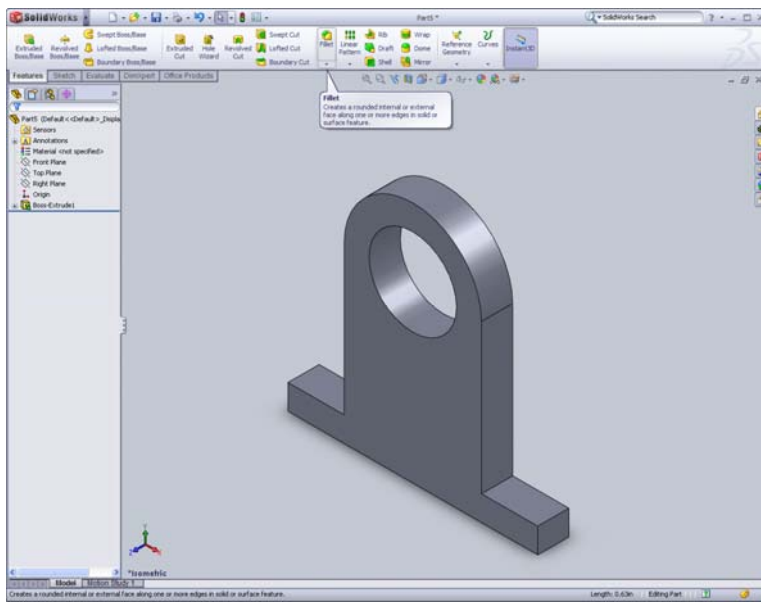 SolidWorks
Part5 *
SolidWorks Search
Extruded Boss/Base
Revolved Boss/Base
Swept Boss/Base
Lofted Boss/Base
Boundary Boss/Base
Extruded Cut
Hole Wizard
Revolved Cut
Swept Cut
Lofted Cut
Boundary Cut
Fillet
Linear Pattern
Rib
Draft
Shell
Wrap
Dome
Mirror
Reference Geometry
Curves
Instant3D
Features Sketch Evaluate DimXpert Office Products
Fillet
Creates a rounded internal or external
face along one or more edges in solid or
surface feature.
Part5 (Default<<Default>_Displa
Sensors
Annotations
Material <not specified>
Front Plane
Top Plane
Right Plane
Origin
Boss-Extrude1
*Isometric
Model Motion Study 1
Creates a rounded internal or external face along one or more edges in solid or surface feature.
Length: 0.63in Editing Part